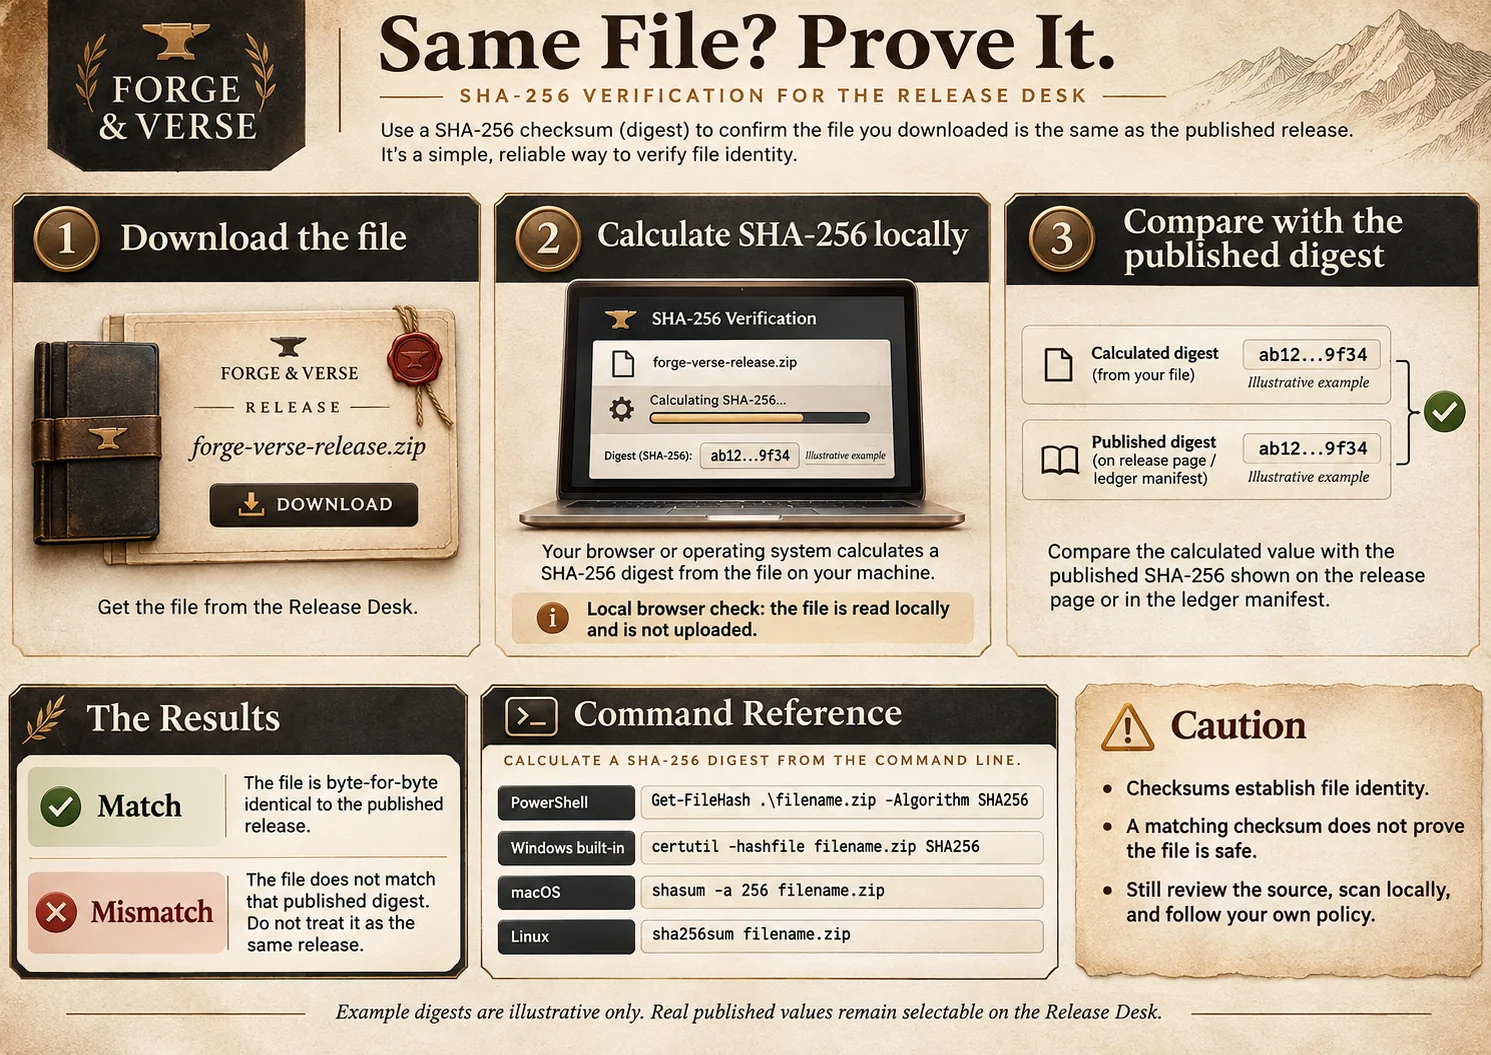 FORGE
& VERSE
Same File? Prove It.
SHA-256 VERIFICATION FOR THE RELEASE DESK
Use a SHA-256 checksum (digest) to confirm the file you downloaded is the same as the published release.
It's a simple, reliable way to verify file identity.
1
Download the file
FORGE & VERSE
RELEASE
forge-verse-release.zip
DOWNLOAD
Get the file from the Release Desk.
2
Calculate SHA-256 locally
SHA-256 Verification
forge-verse-release.zip
Calculating SHA-256...
Digest (SHA-256): ab12...9f34 Illustrative example
Your browser or operating system calculates a
SHA-256 digest from the file on your machine.
i
Local browser check: the file is read locally
and is not uploaded.
3
Compare with the
published digest
Calculated digest
(from your file)
ab12...9f34
Illustrative example
Published digest
(on release page /
ledger manifest)
ab12...9f34
Illustrative example
Compare the calculated value with the
published SHA-256 shown on the release
page or in the ledger manifest.
The Results
Match
The file is byte-for-byte
identical to the published
release.
Mismatch
The file does not match
that published digest.
Do not treat it as the
same release.
>_
Command Reference
CALCULATE A SHA-256 DIGEST FROM THE COMMAND LINE.
PowerShell Get-FileHash .\filename.zip -Algorithm SHA256
Windows built-in certutil -hashfile filename.zip SHA256
macOS shasum -a 256 filename.zip
Linux sha256sum filename.zip
! Caution
• Checksums establish file identity.
• A matching checksum does not prove
the file is safe.
• Still review the source, scan locally,
and follow your own policy.
Example digests are illustrative only. Real published values remain selectable on the Release Desk.